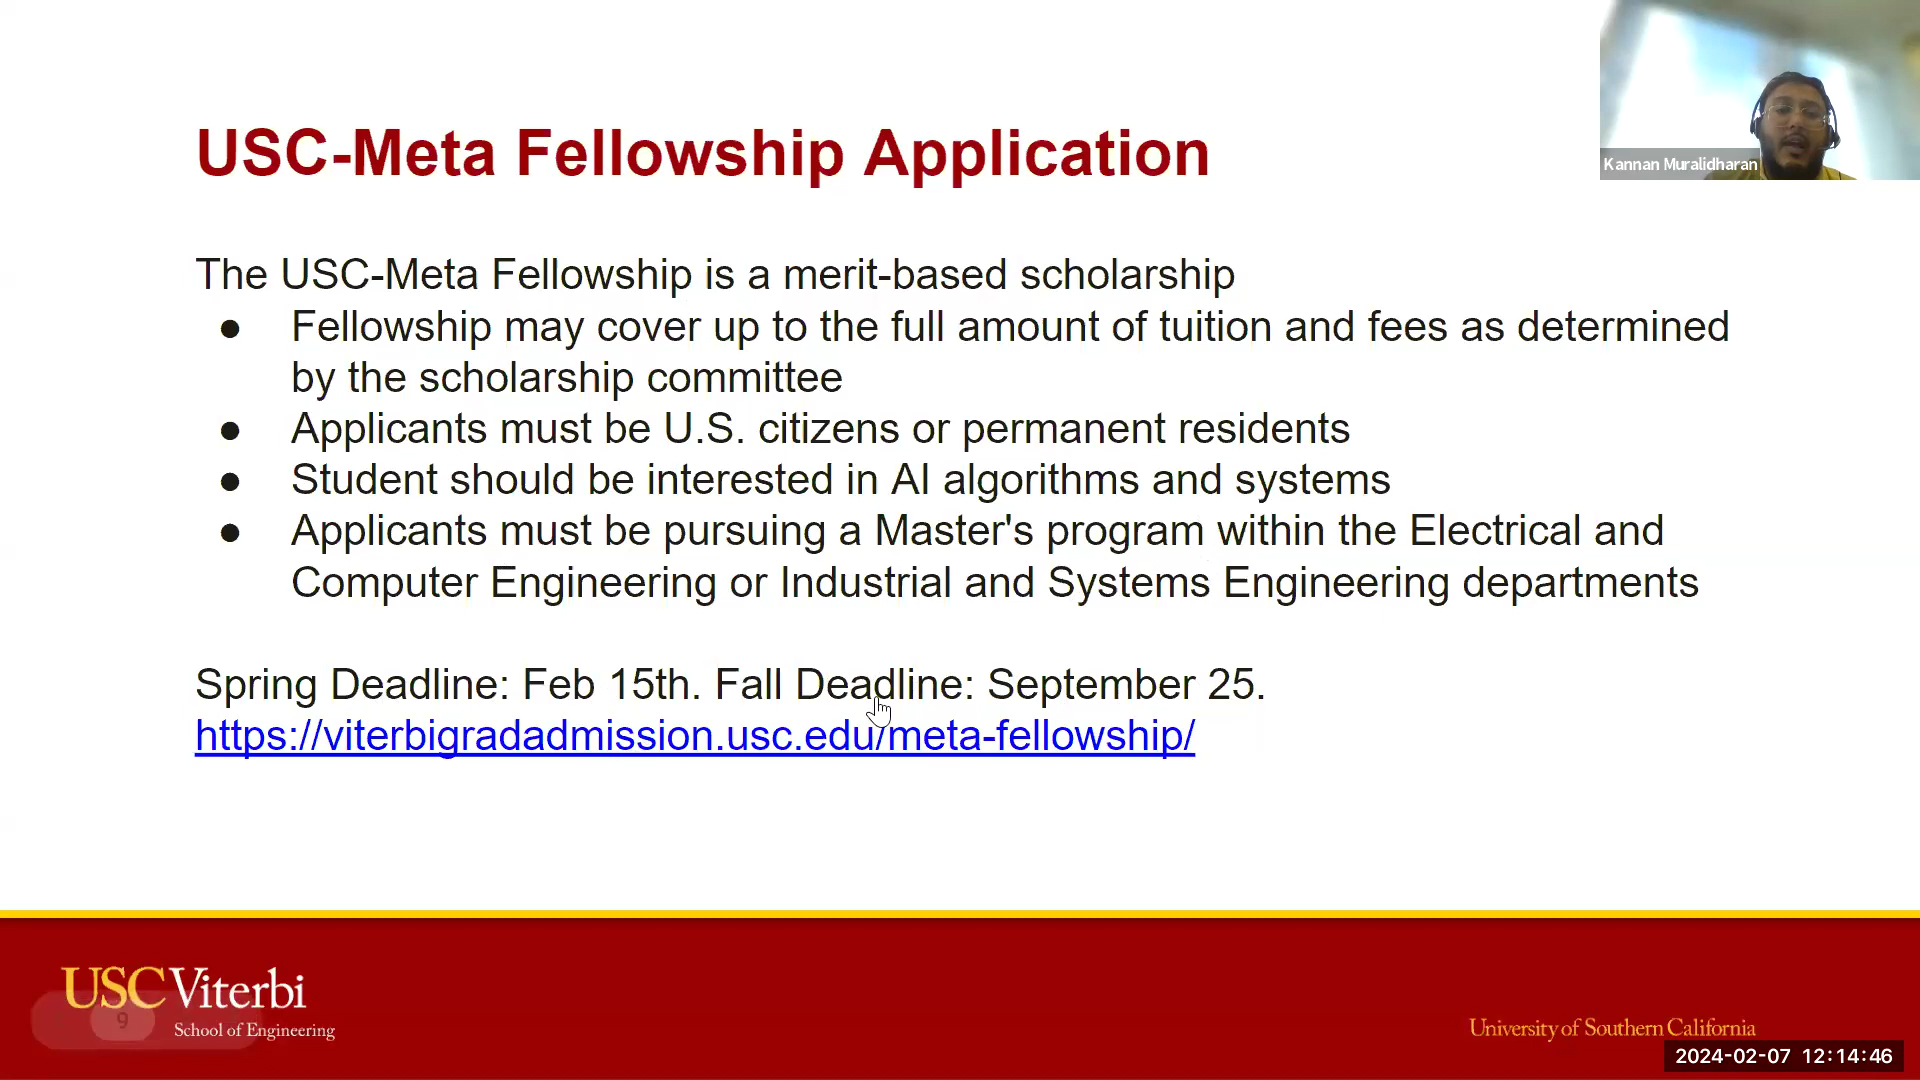 USC-Meta Fellowship Application
Kannan Muralidharan
The USC-Meta Fellowship is a merit-based scholarship
● Fellowship may cover up to the full amount of tuition and fees as determined
by the scholarship committee
● Applicants must be U.S. citizens or permanent residents
● Student should be interested in AI algorithms and systems
● Applicants must be pursuing a Master's program within the Electrical and
Computer Engineering or Industrial and Systems Engineering departments
Spring Deadline: Feb 15th. Fall Deadline: September 25.
https://viterbigradadmission.usc.edu/meta-fellowship/
USC Viterbi
9
School of Engineering
University of Southern California
2024-02-07 12:14:46